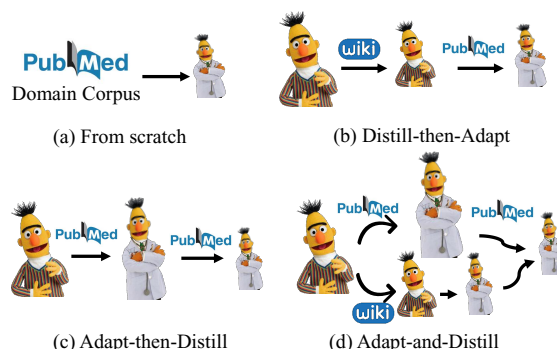 PubMed
Domain Corpus
(a) From scratch
wiki
PubMed
(b) Distill-then-Adapt
PubMed
PubMed
(c) Adapt-then-Distill
PubMed
PubMed
wiki
(d) Adapt-and-Distill